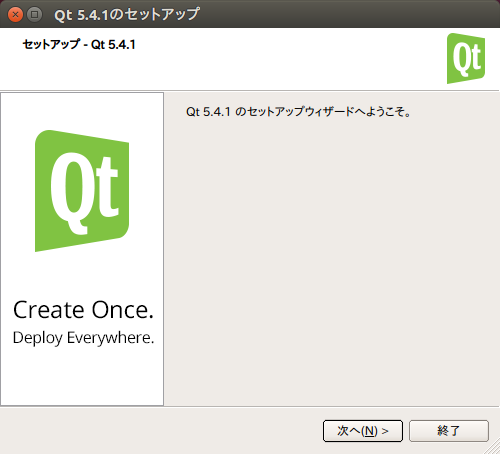 Qt 5.4.1のセットアップ
セットアップ - Qt 5.4.1
Qt
Qt 5.4.1 のセットアップウィザードへようこそ。
Qt
Create Once.
Deploy Everywhere.
次へ(N) >
終了